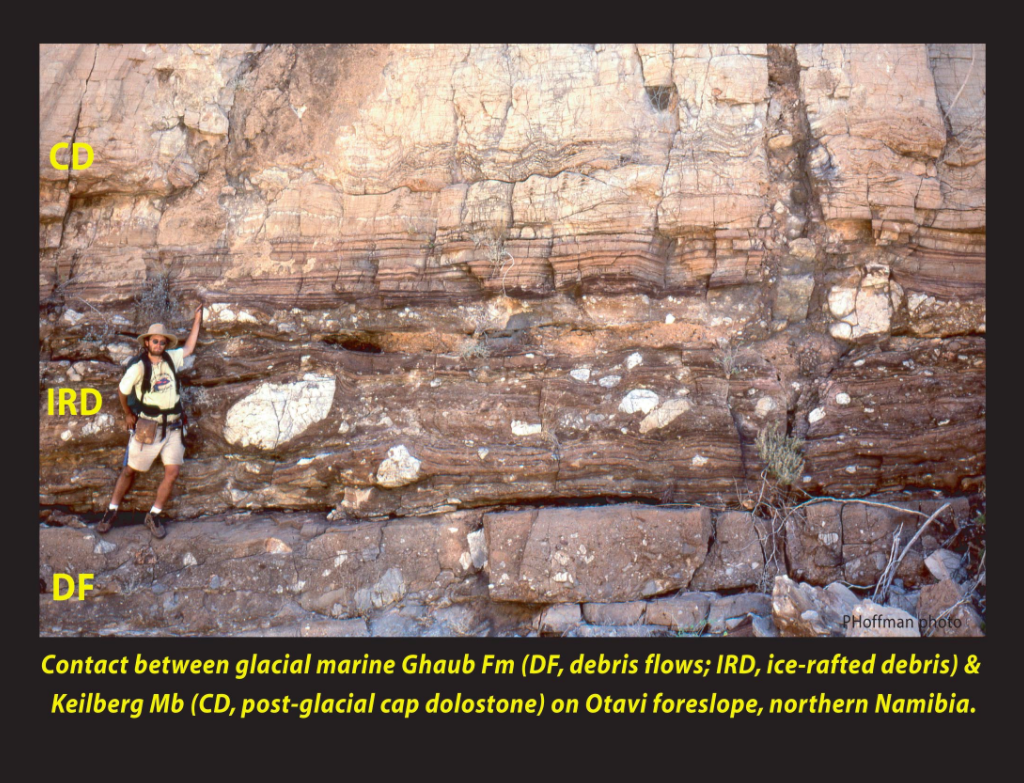 CD
IRD
DF
PHoffman photo
Contact between glacial marine Ghaub Fm (DF, debris flows; IRD, ice-rafted debris) &
Keilberg Mb (CD, post-glacial cap dolostone) on Otavi foreslope, northern Namibia.